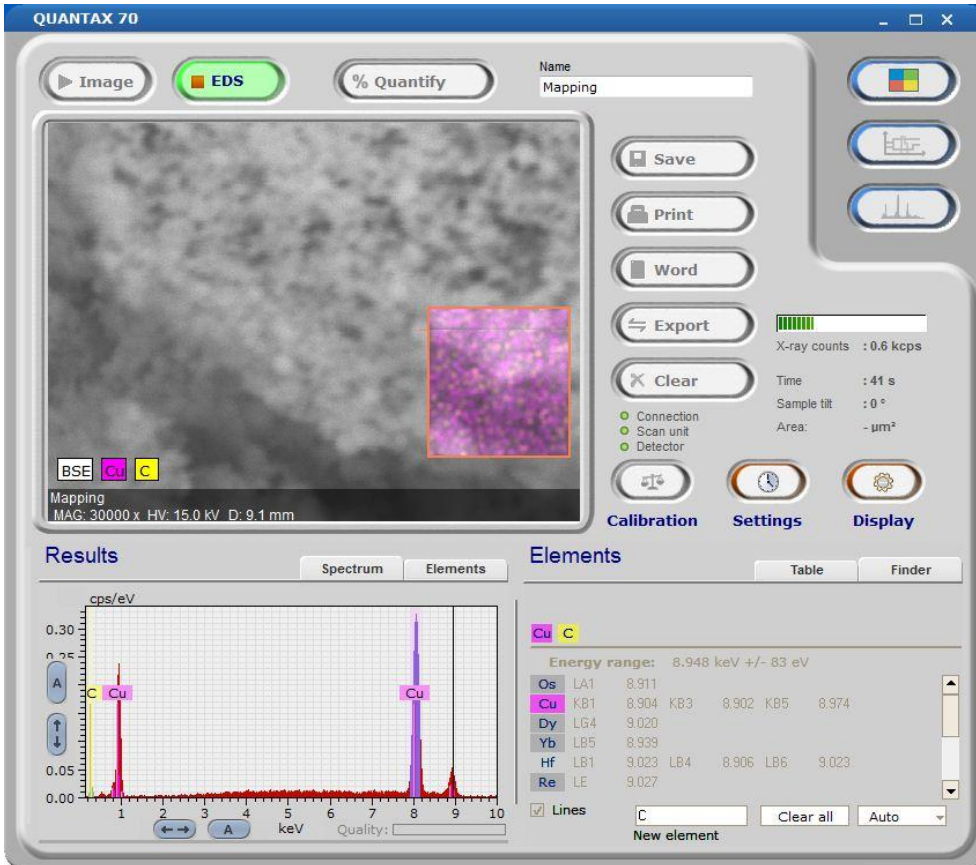 QUANTAX 70
Image
EDS
% Quantify
Name
Mapping
Save
Print
Word
Export
Clear
X-ray counts : 0.6 kcps
Time : 41 s
Sample tilt : 0 °
Area: - µm²
Connection
Scan unit
Detector
BSE Cu C
Mapping
MAG: 30000 x HV: 15.0 kV D: 9.1 mm
Calibration
Settings
Display
Results
Spectrum
Elements
cps/eV
0.30
0.25
0.05
0.00
A
C
Cu
Cu
1 2 3 4 5 6 7 8 9 10
A
keV
Quality:
Elements
Table
Finder
Cu C
Energy range: 8.948 keV +/- 83 eV
Os LA1 8.911
Cu KB1 8.904 KB3 8.902 KB5 8.974
Dy LG4 9.020
Yb LB5 8.939
Hf LB1 9.023 LB4 8.906 LB6 9.023
Re LE 9.027
Lines
C
Clear all
Auto
New element